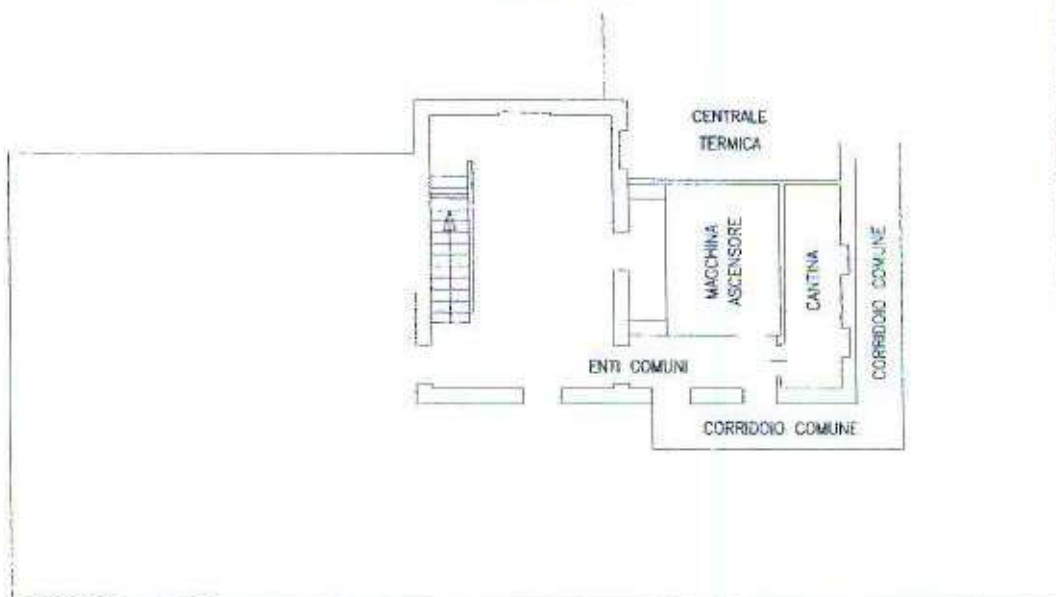 CENTRALE
TERMICA
MACCHINA
ASCENSORE
CANTINA
CORRIDOIO COMUNE
ENTI COMUNI
CORRIDOIO COMUNE